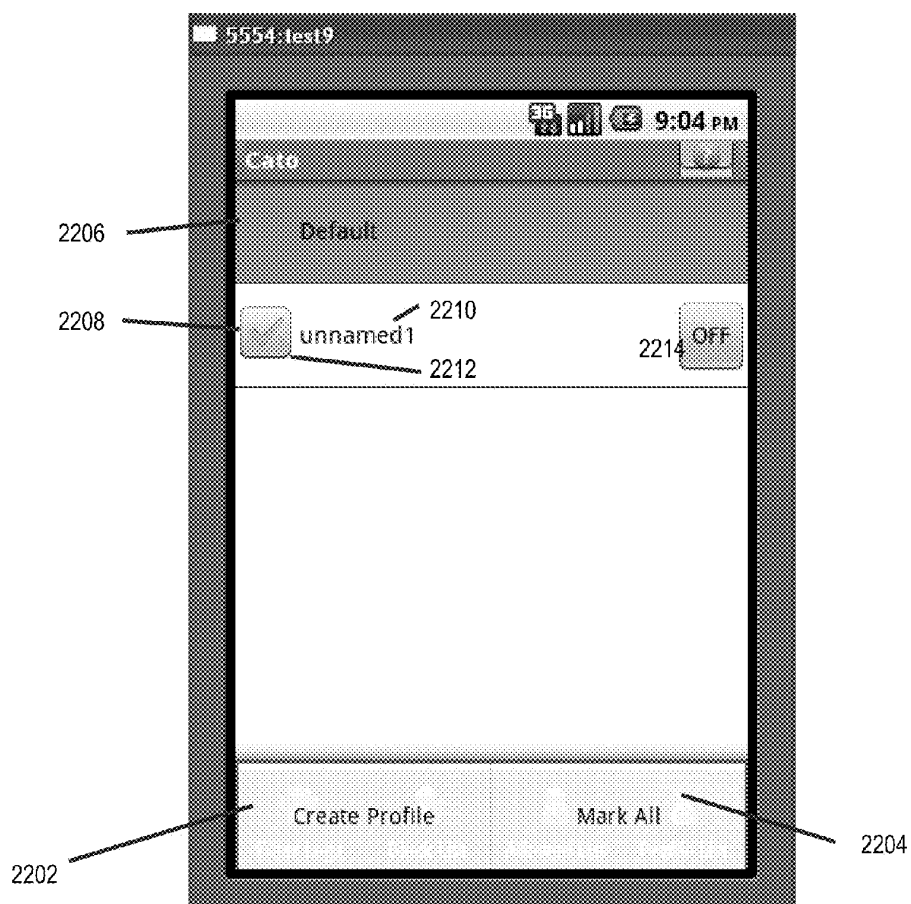 5554:test9
9:04 PM
Cato
2206
Default
2208
unnamed1
2210
2212
2214
OFF
Create Profile
Mark All
2202
2204